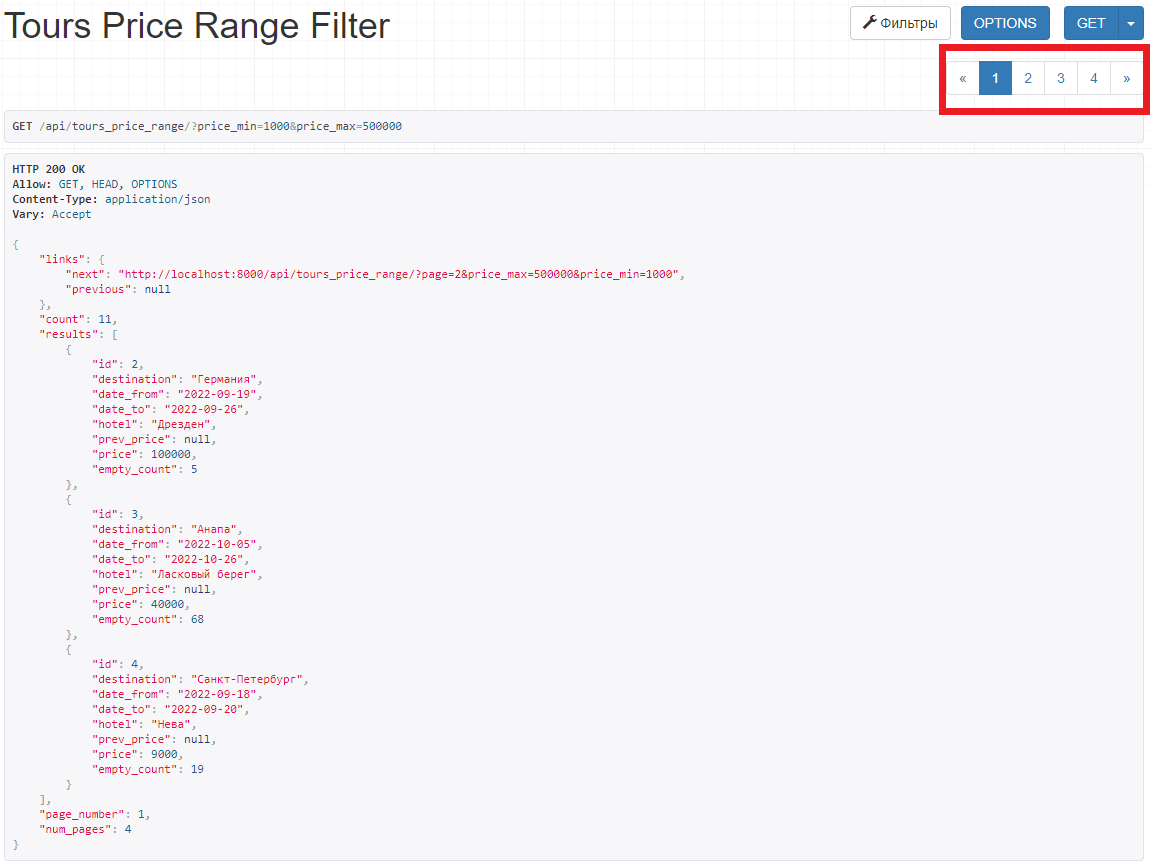 Tours Price Range Filter
Фильтры OPTIONS GET
« 1 2 3 4 »
GET /api/tours_price_range/?price_min=1000&price_max=500000
HTTP 200 OK
Allow: GET, HEAD, OPTIONS
Content-Type: application/json
Vary: Accept
{
    "links": {
        "next": "http://localhost:8000/api/tours_price_range/?page=2&price_max=500000&price_min=1000",
        "previous": null
    },
    "count": 11,
    "results": [
        {
            "id": 2,
            "destination": "Германия",
            "date_from": "2022-09-19",
            "date_to": "2022-09-26",
            "hotel": "Дрезден",
            "prev_price": null,
            "price": 100000,
            "empty_count": 5
        },
        {
            "id": 3,
            "destination": "Анапа",
            "date_from": "2022-10-05",
            "date_to": "2022-10-26",
            "hotel": "Ласковый берег",
            "prev_price": null,
            "price": 40000,
            "empty_count": 68
        },
        {
            "id": 4,
            "destination": "Санкт-Петербург",
            "date_from": "2022-09-18",
            "date_to": "2022-09-20",
            "hotel": "Нева",
            "prev_price": null,
            "price": 9000,
            "empty_count": 19
        }
    ],
    "page_number": 1,
    "num_pages": 4
}